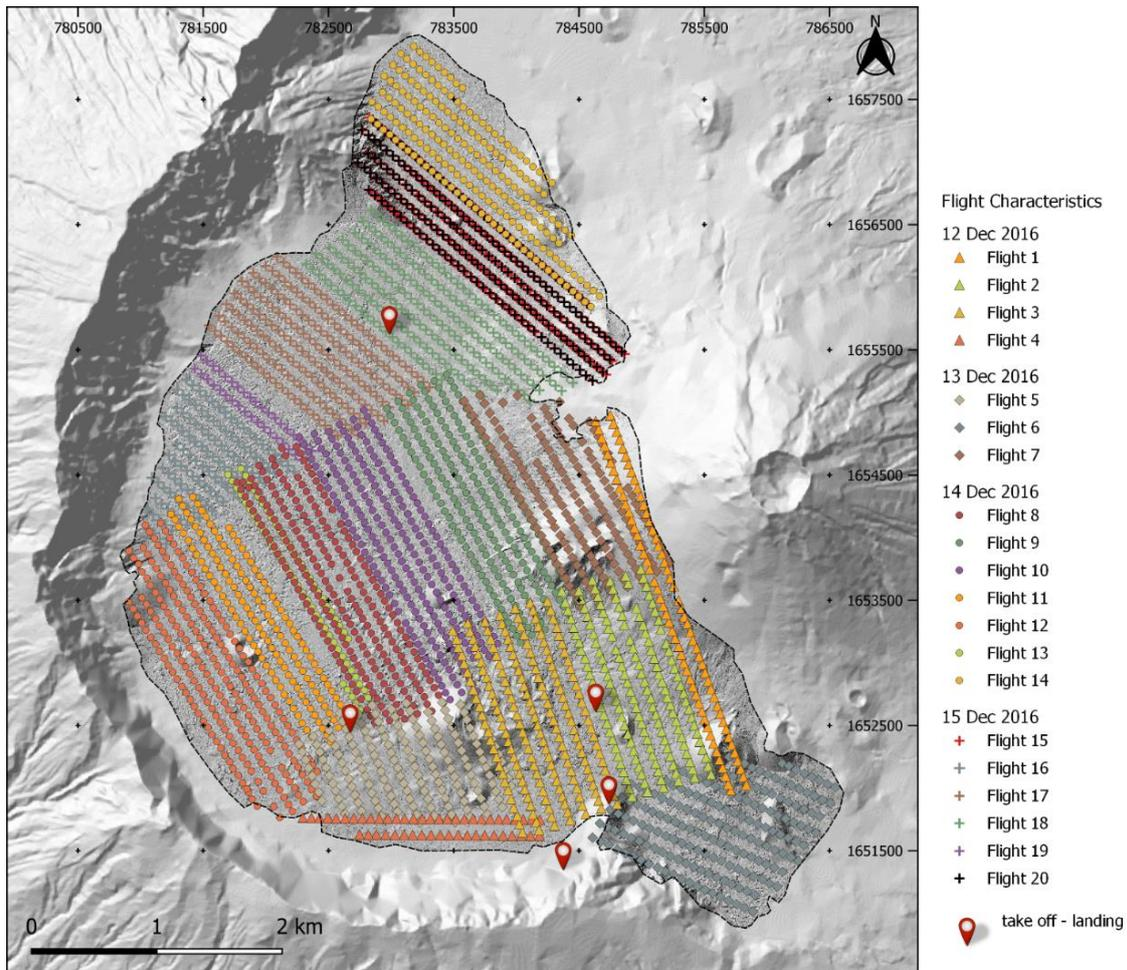 780500 781500 782500 783500 784500 785500 786500
N
1657500
1656500
1655500
1654500
1653500
1652500
1651500
0 1 2 km
Flight Characteristics
12 Dec 2016
Flight 1
Flight 2
Flight 3
Flight 4
13 Dec 2016
Flight 5
Flight 6
Flight 7
14 Dec 2016
Flight 8
Flight 9
Flight 10
Flight 11
Flight 12
Flight 13
Flight 14
15 Dec 2016
Flight 15
Flight 16
Flight 17
Flight 18
Flight 19
Flight 20
take off - landing